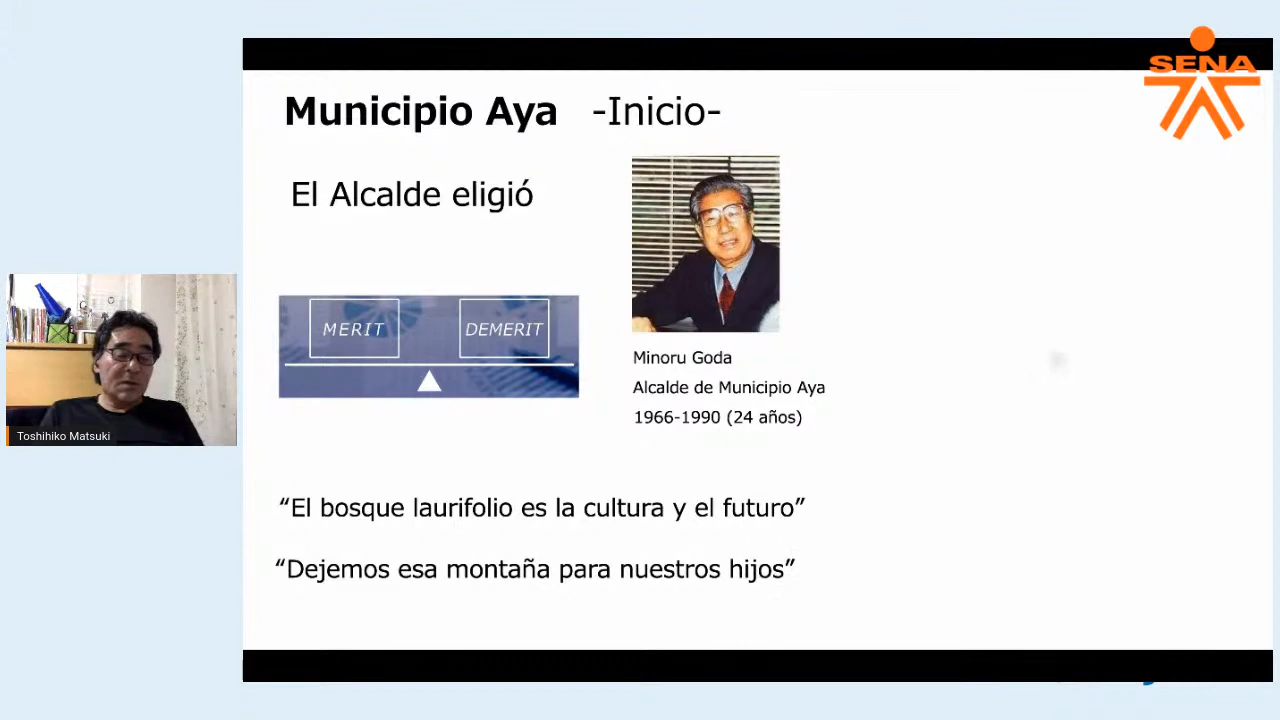 SENA
Municipio Aya -Inicio-
El Alcalde eligió
MERIT DEMERIT
Minoru Goda
Alcalde de Municipio Aya
1966-1990 (24 años)
Toshihiko Matsuki
“El bosque laurifolio es la cultura y el futuro”
“Dejemos esa montaña para nuestros hijos”